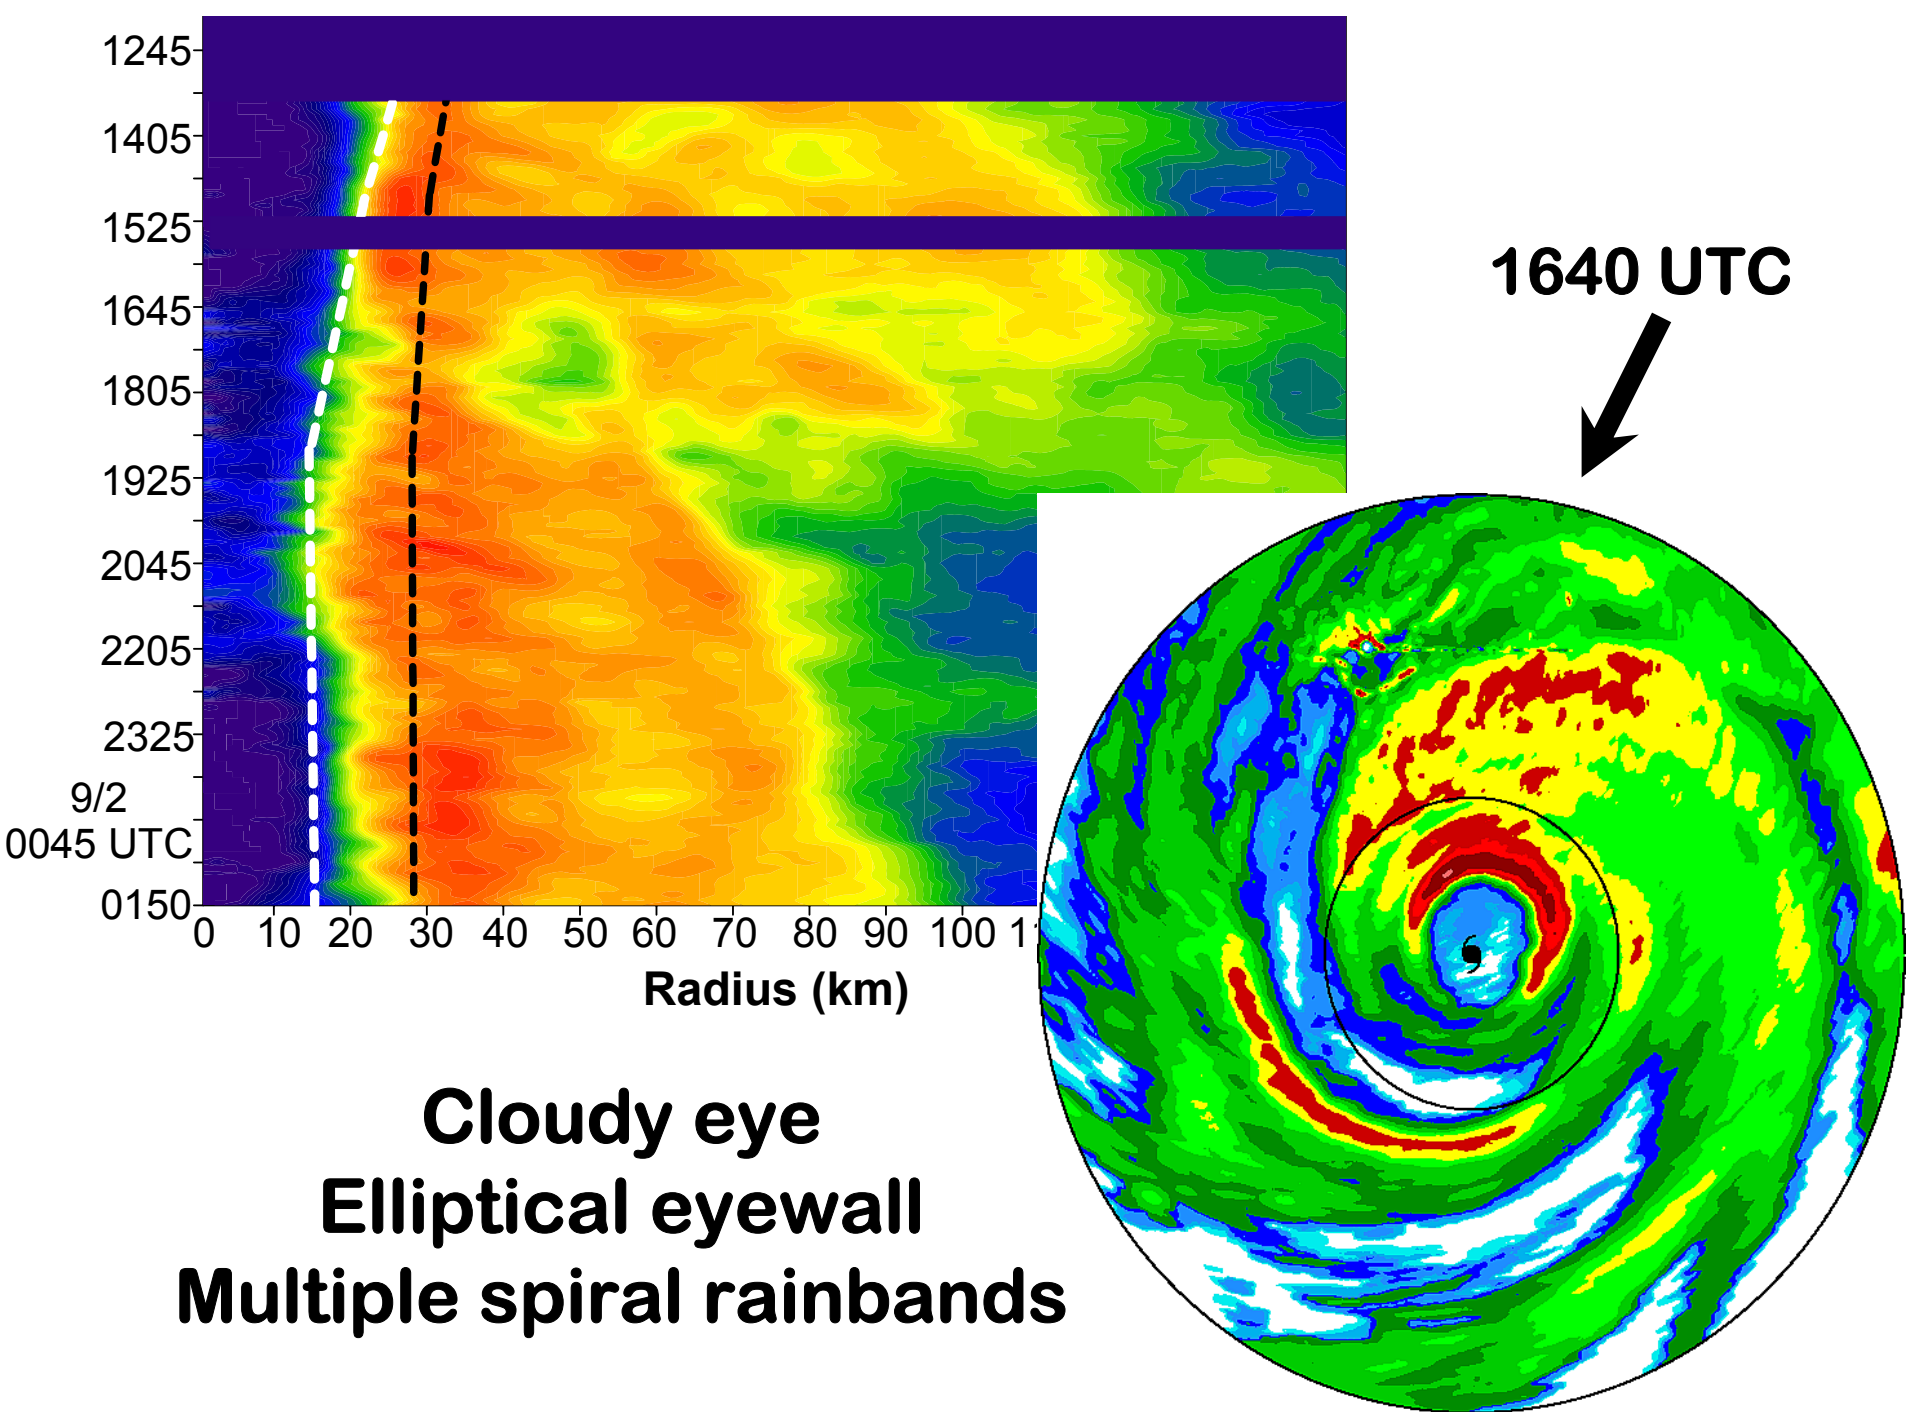 1245
1405
1525
1645
1805
1925
2045
2205
2325
9/2
0045 UTC
0150
0 10 20 30 40 50 60 70 80 90 100
Radius (km)
1640 UTC
Cloudy eye
Elliptical eyewall
Multiple spiral rainbands